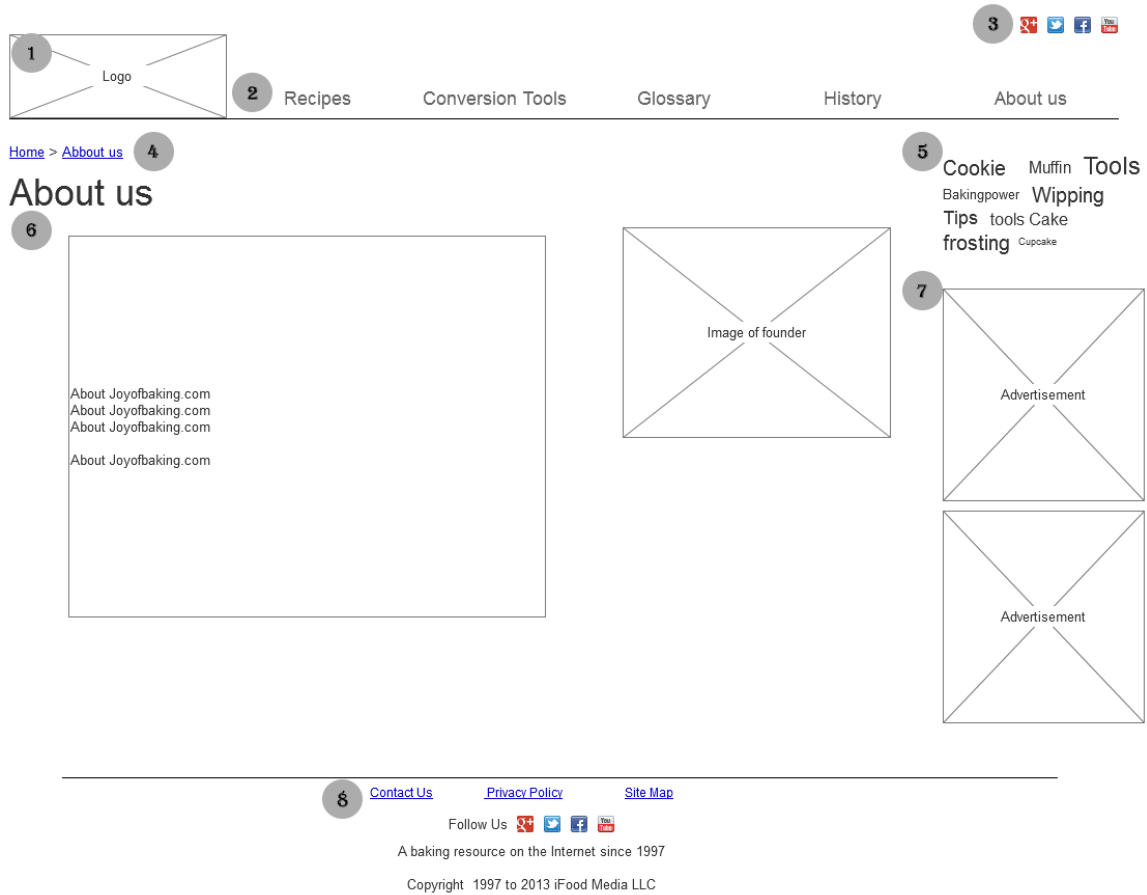 3
1
Logo
2 Recipes Conversion Tools Glossary History About us
Home > Abbout us 4
About us
5
Cookie Muffin Tools
Bakingpower Wipping
Tips tools Cake
frosting Cupcake
6
About Joyofbaking.com
About Joyofbaking.com
About Joyofbaking.com
About Joyofbaking.com
Image of founder
7
Advertisement
Advertisement
8 Contact Us Privacy Policy Site Map
Follow Us
A baking resource on the Internet since 1997
Copyright 1997 to 2013 iFood Media LLC